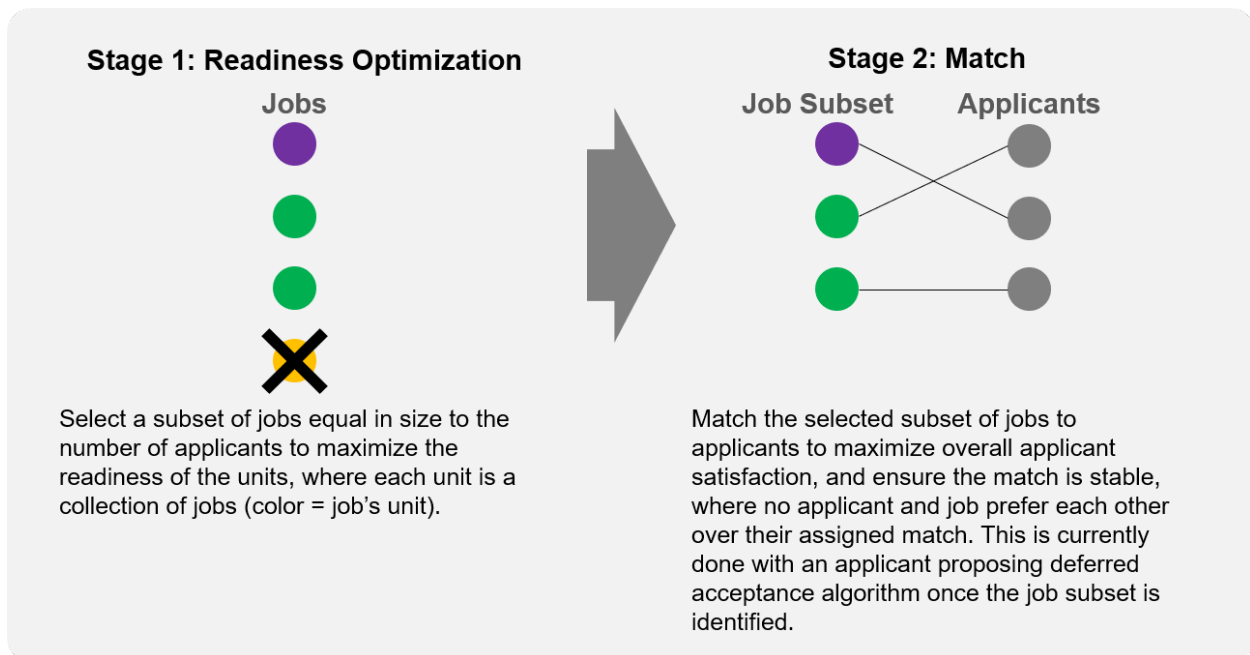 Stage 1: Readiness Optimization
Jobs
Select a subset of jobs equal in size to the
number of applicants to maximize the
readiness of the units, where each unit is a
collection of jobs (color = job’s unit).
Stage 2: Match
Job Subset Applicants
Match the selected subset of jobs to
applicants to maximize overall applicant
satisfaction, and ensure the match is stable,
where no applicant and job prefer each other
over their assigned match. This is currently
done with an applicant proposing deferred
acceptance algorithm once the job subset is
identified.